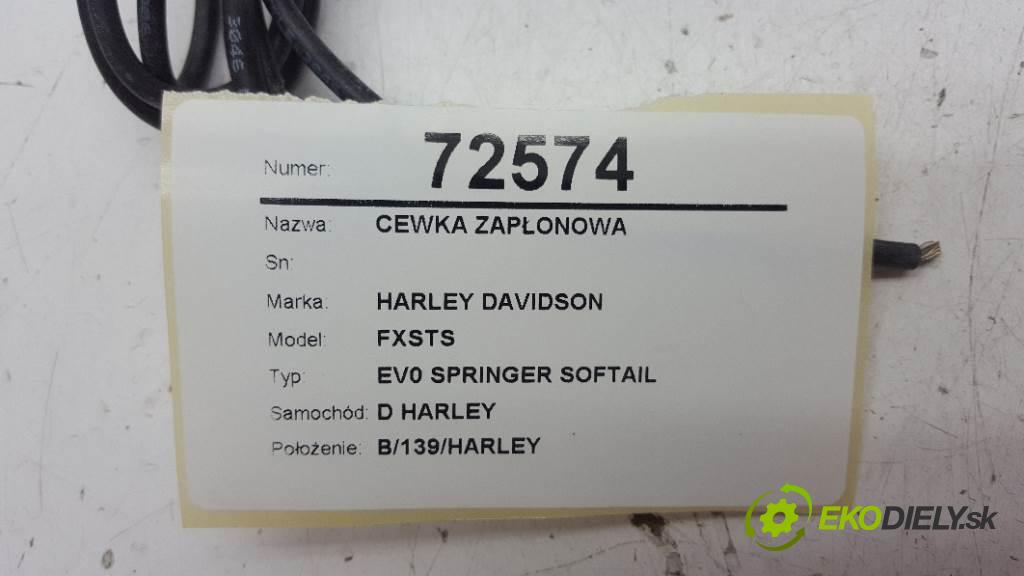 3646
Numer: 72574
Nazwa: CEWKA ZAPŁONOWA
Sn:
Marka: HARLEY DAVIDSON
Model: FXSTS
Typ: EV0 SPRINGER SOFTAIL
Samochód: D HARLEY
Położenie: B/139/HARLEY
EKODIELY.sk